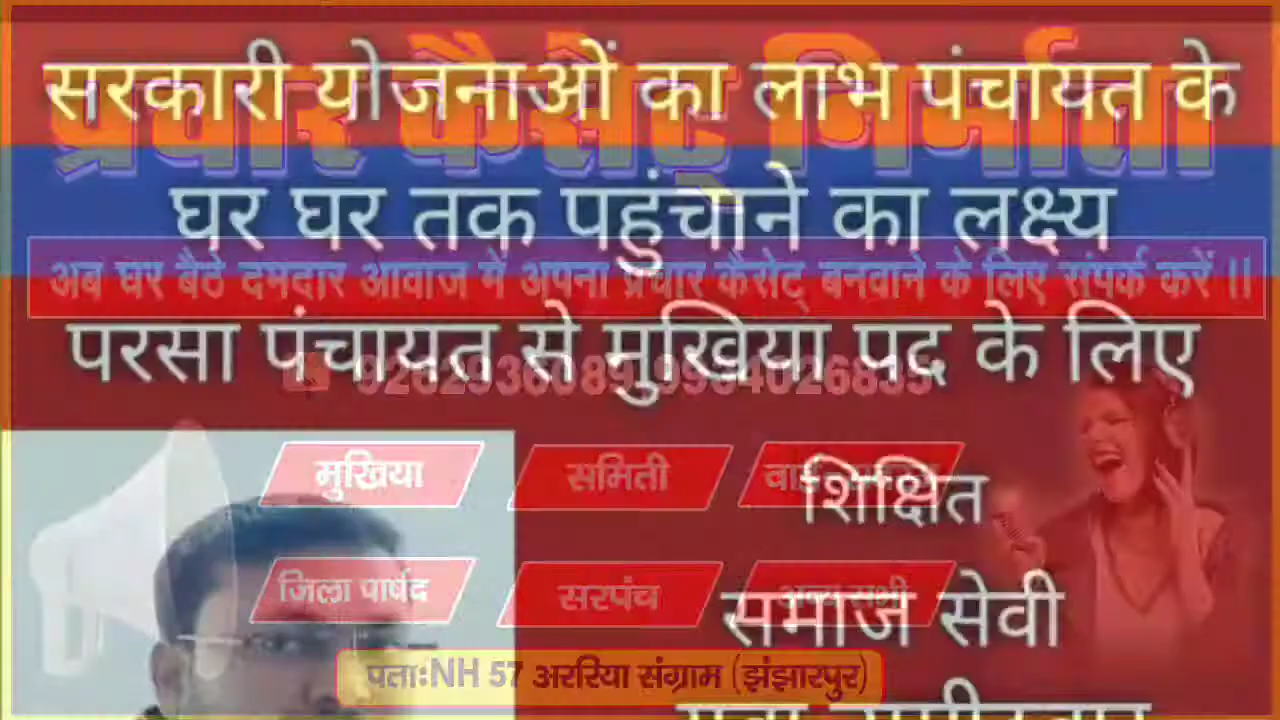 सरकारी योजनाओं का लाभ पंचायत के
प्रचार कैसेट् निर्माता
घर घर तक पहुंचाने का लक्ष्य
अब घर बैठे दमदार आवाज में अपना प्रचार कैसेट् बनवाने के लिए संपर्क करें ।।
परसा पंचायत से मुखिया पद के लिए
मुखिया
समिती
शिक्षित
जिला पार्षद
सरपंच
समाज सेवी
पताःNH 57 अररिया संग्राम (झंझारपुर)